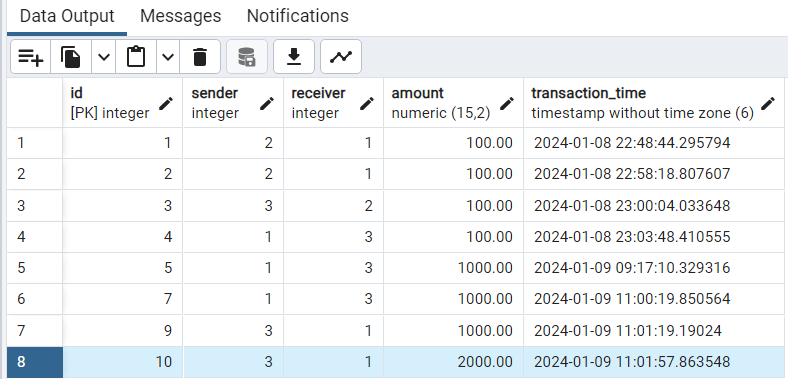 Data Output Messages Notifications
id sender receiver amount transaction_time
[PK] integer integer integer numeric (15,2) timestamp without time zone (6)
1 1 2 1 100.00 2024-01-08 22:48:44.295794
2 2 2 1 100.00 2024-01-08 22:58:18.807607
3 3 3 2 100.00 2024-01-08 23:00:04.033648
4 4 1 3 100.00 2024-01-08 23:03:48.410555
5 5 1 3 1000.00 2024-01-09 09:17:10.329316
6 7 1 3 1000.00 2024-01-09 11:00:19.850564
7 9 3 1 1000.00 2024-01-09 11:01:19.19024
8 10 3 1 2000.00 2024-01-09 11:01:57.863548